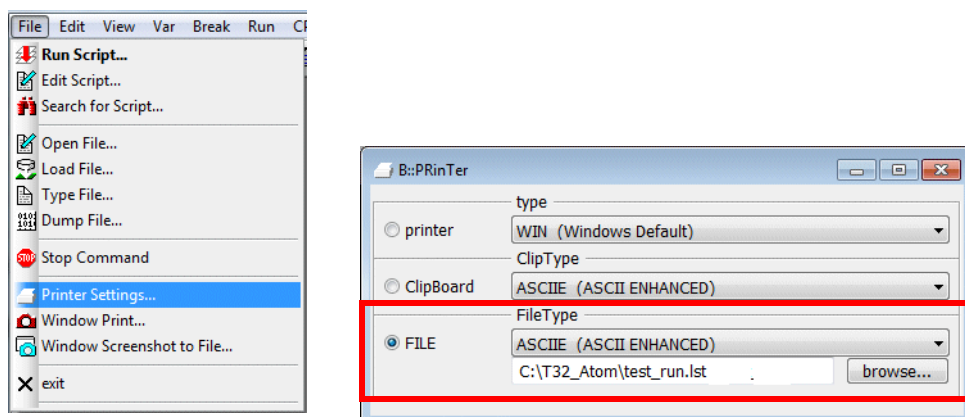 File Edit View Var Break Run
Run Script...
Edit Script...
Search for Script...
Open File...
Load File...
Type File...
Dump File...
Stop Command
Printer Settings...
Window Print...
Window Screenshot to File...
exit
B::PRinTer
type
printer WIN (Windows Default)
ClipType
ClipBoard ASCIIE (ASCII ENHANCED)
FileType
FILE ASCIIE (ASCII ENHANCED)
C:\T32_Atom\test_run.lst browse...